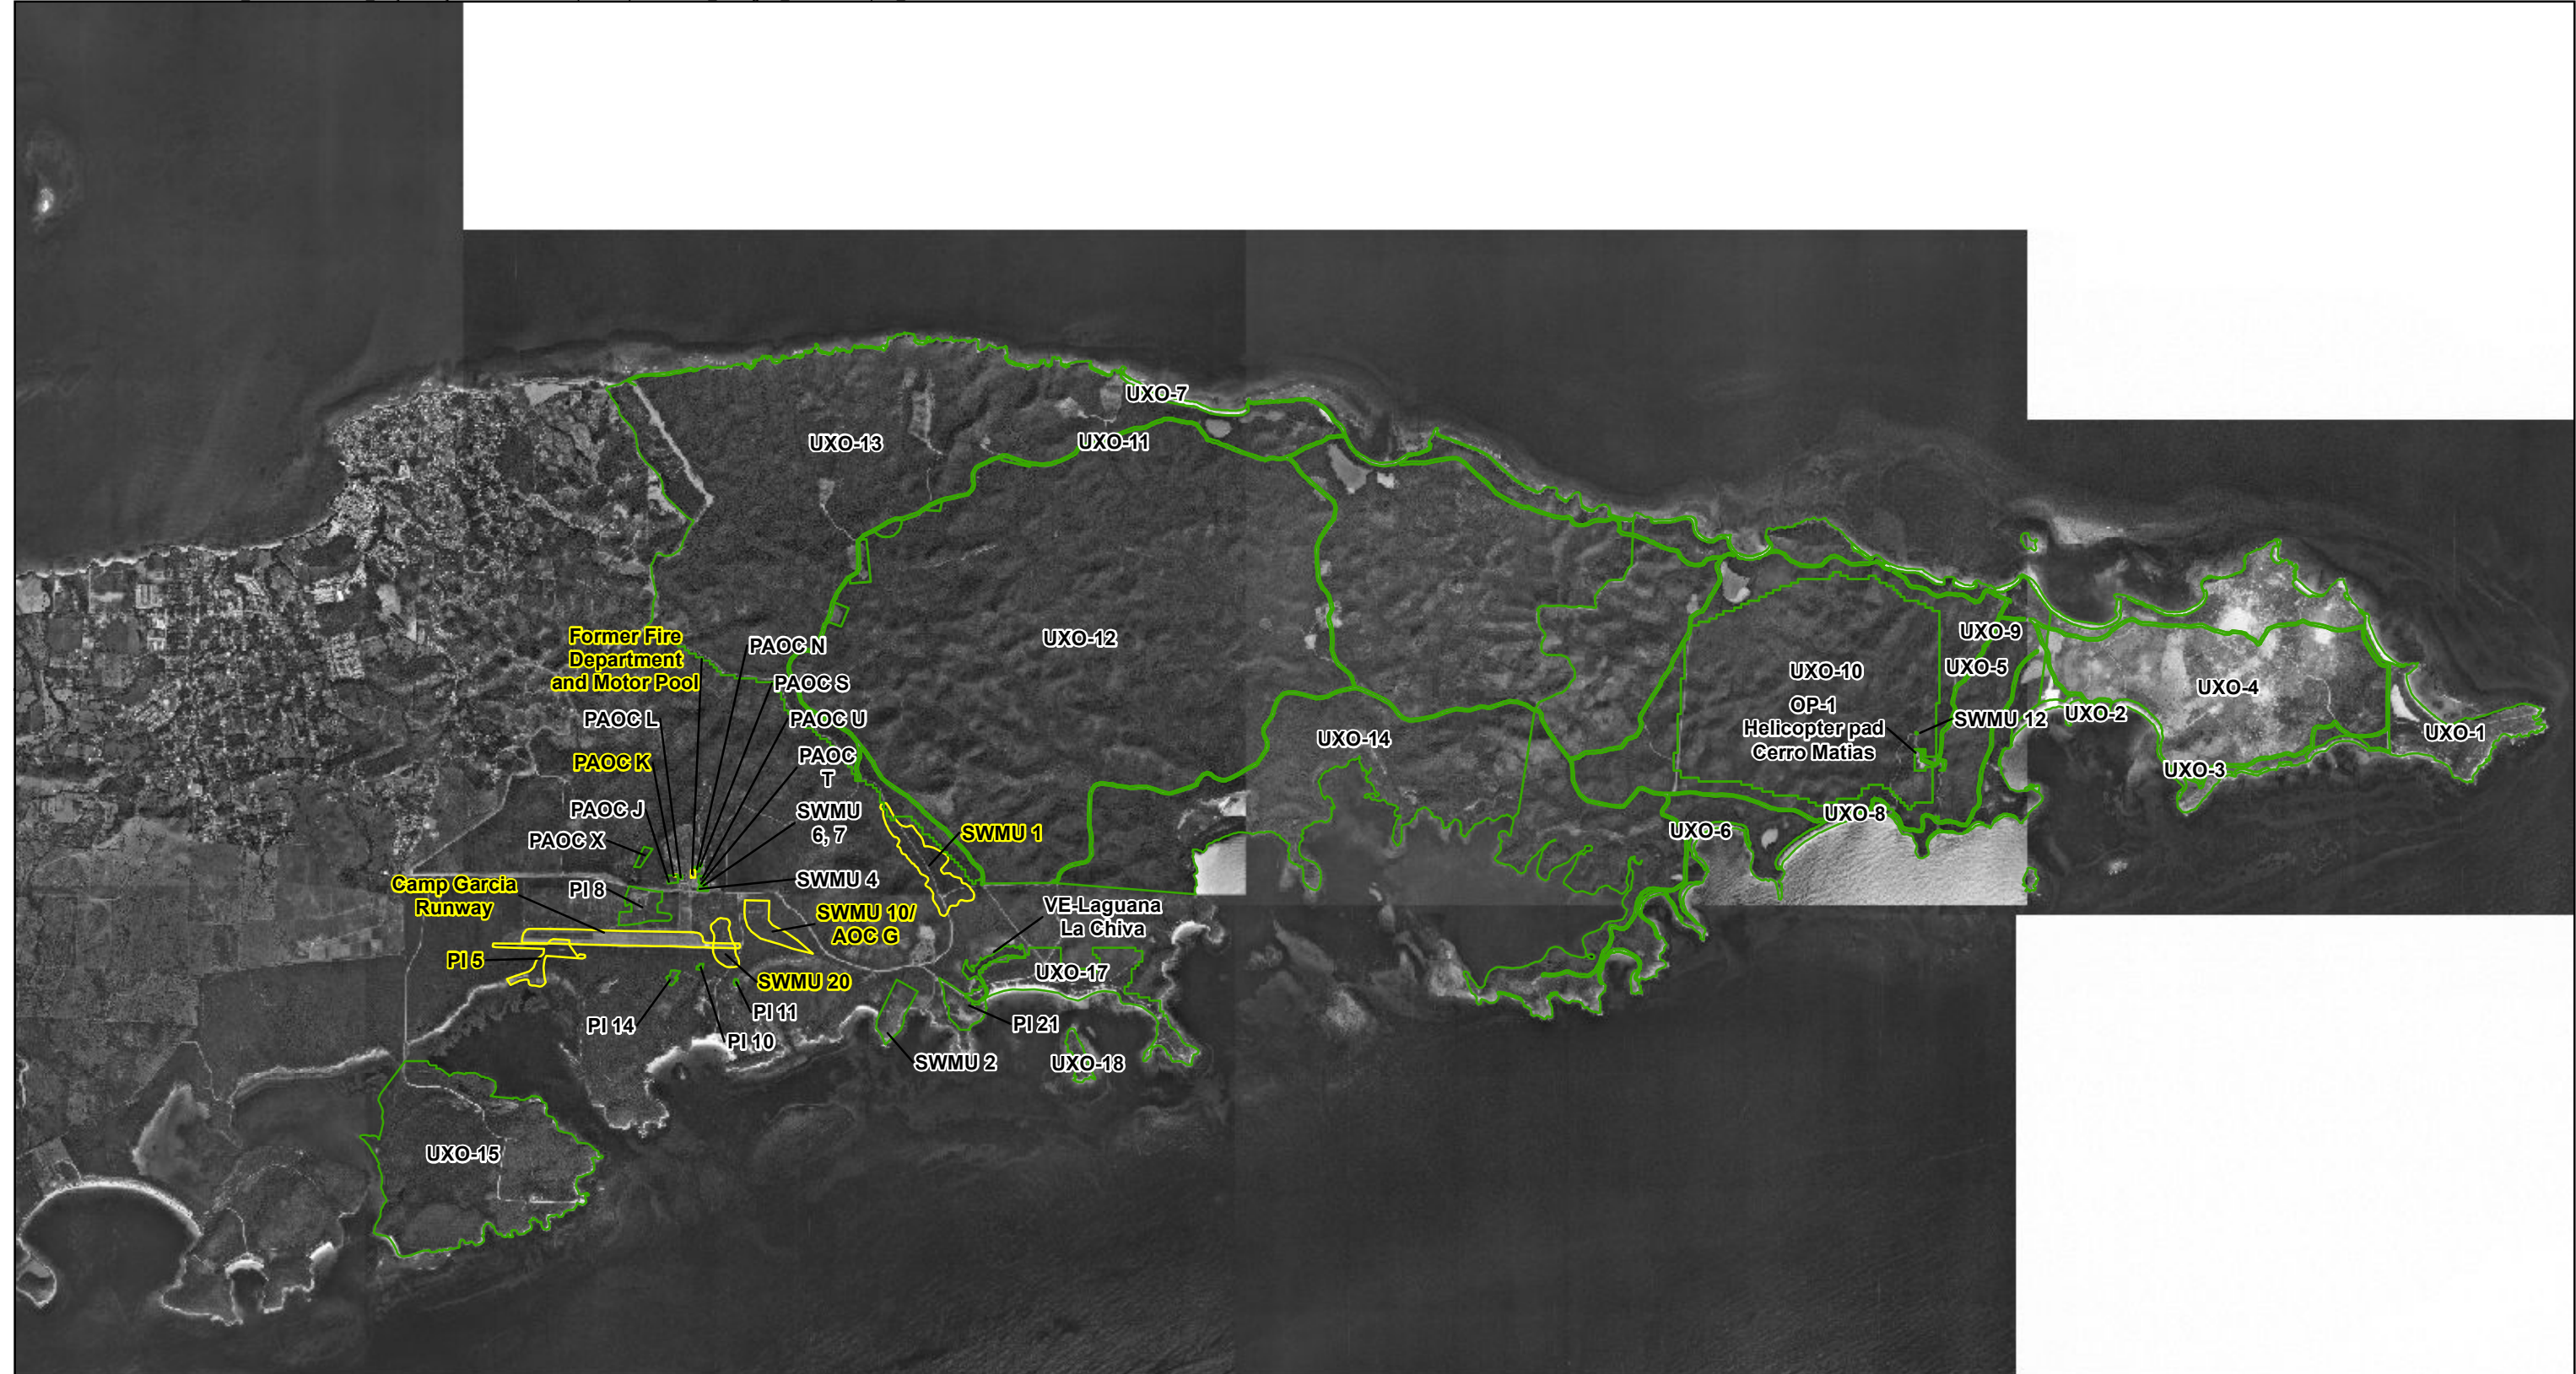 UXO-7
UXO-13
UXO-11
Former Fire
Department
and Motor Pool
PAOC N
UXO-12
UXO-9
PAOC S
UXO-10
UXO-5
UXO-4
PAOC L
PAOC U
OP-1
Helicopter pad
Cerro Matias
SWMU 12
UXO-2
UXO-1
UXO-14
PAOC K
PAOC
T
UXO-3
PAOC J
SWMU
6, 7
UXO-8
PAOC X
SWMU 1
UXO-6
Camp Garcia
Runway
PI 8
SWMU 4
SWMU 10/
AOC G
VE-Laguana
La Chiva
PI 5
SWMU 20
UXO-17
PI 14
PI 11
PI 10
PI 21
SWMU 2
UXO-18
UXO-15